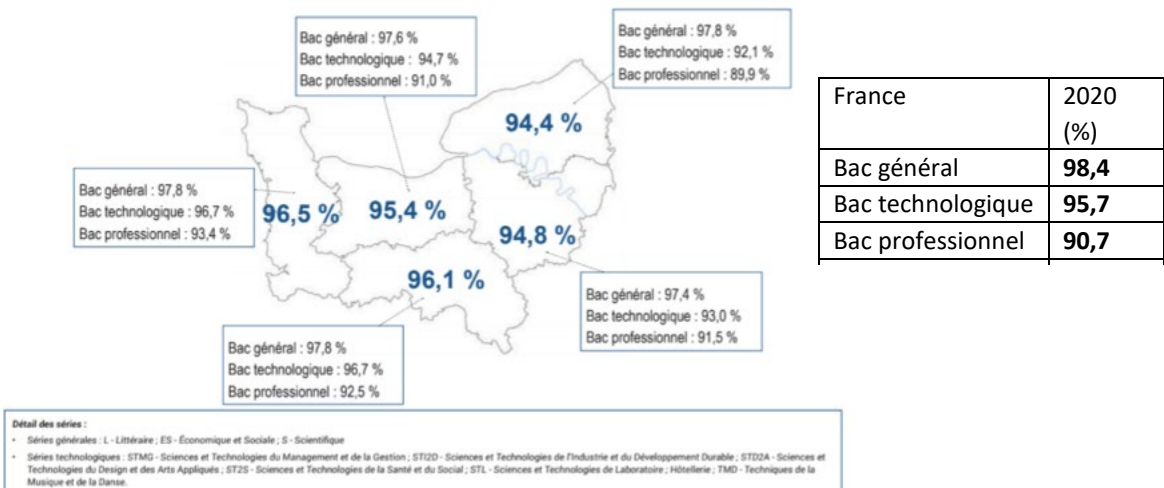 Bac général : 97,6 %
Bac technologique : 94,7 %
Bac professionnel : 91,0 %
Bac général : 97,8 %
Bac technologique : 92,1 %
Bac professionnel : 89,9 %
94,4 %
France 2020 (%)
Bac général 98,4
Bac technologique 95,7
Bac professionnel 90,7
Bac général : 97,8 %
Bac technologique : 96,7 %
Bac professionnel : 93,4 %
96,5 %
95,4 %
94,8 %
96,1 %
Bac général : 97,4 %
Bac technologique : 93,0 %
Bac professionnel : 91,5 %
Bac général : 97,8 %
Bac technologique : 96,7 %
Bac professionnel : 92,5 %
Détail des séries :
• Séries générales : L - Littéraire ; ES - Économique et Sociale ; S - Scientifique
• Séries technologiques : STMG - Sciences et Technologies du Management et de la Gestion ; STI2D - Sciences et Technologies de l'Industrie et du Développement Durable ; STD2A - Sciences et
Technologies du Design et des Arts Appliqués ; ST2S - Sciences et Technologies de la Santé et du Social ; STL - Sciences et Technologies de Laboratoire ; Hôtellerie ; TMD - Techniques de la
Musique et de la Danse.